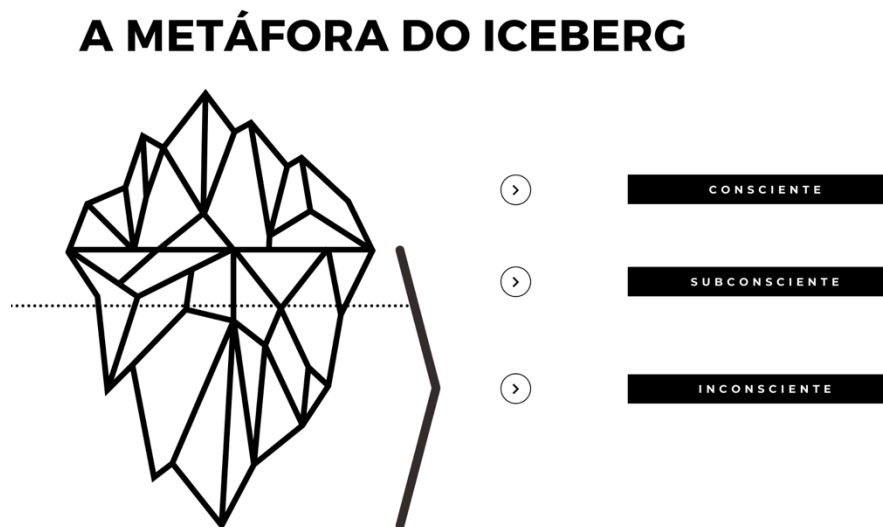 A METÁFORA DO ICEBERG
CONSCIENTE
SUBCONSCIENTE
INCONSCIENTE